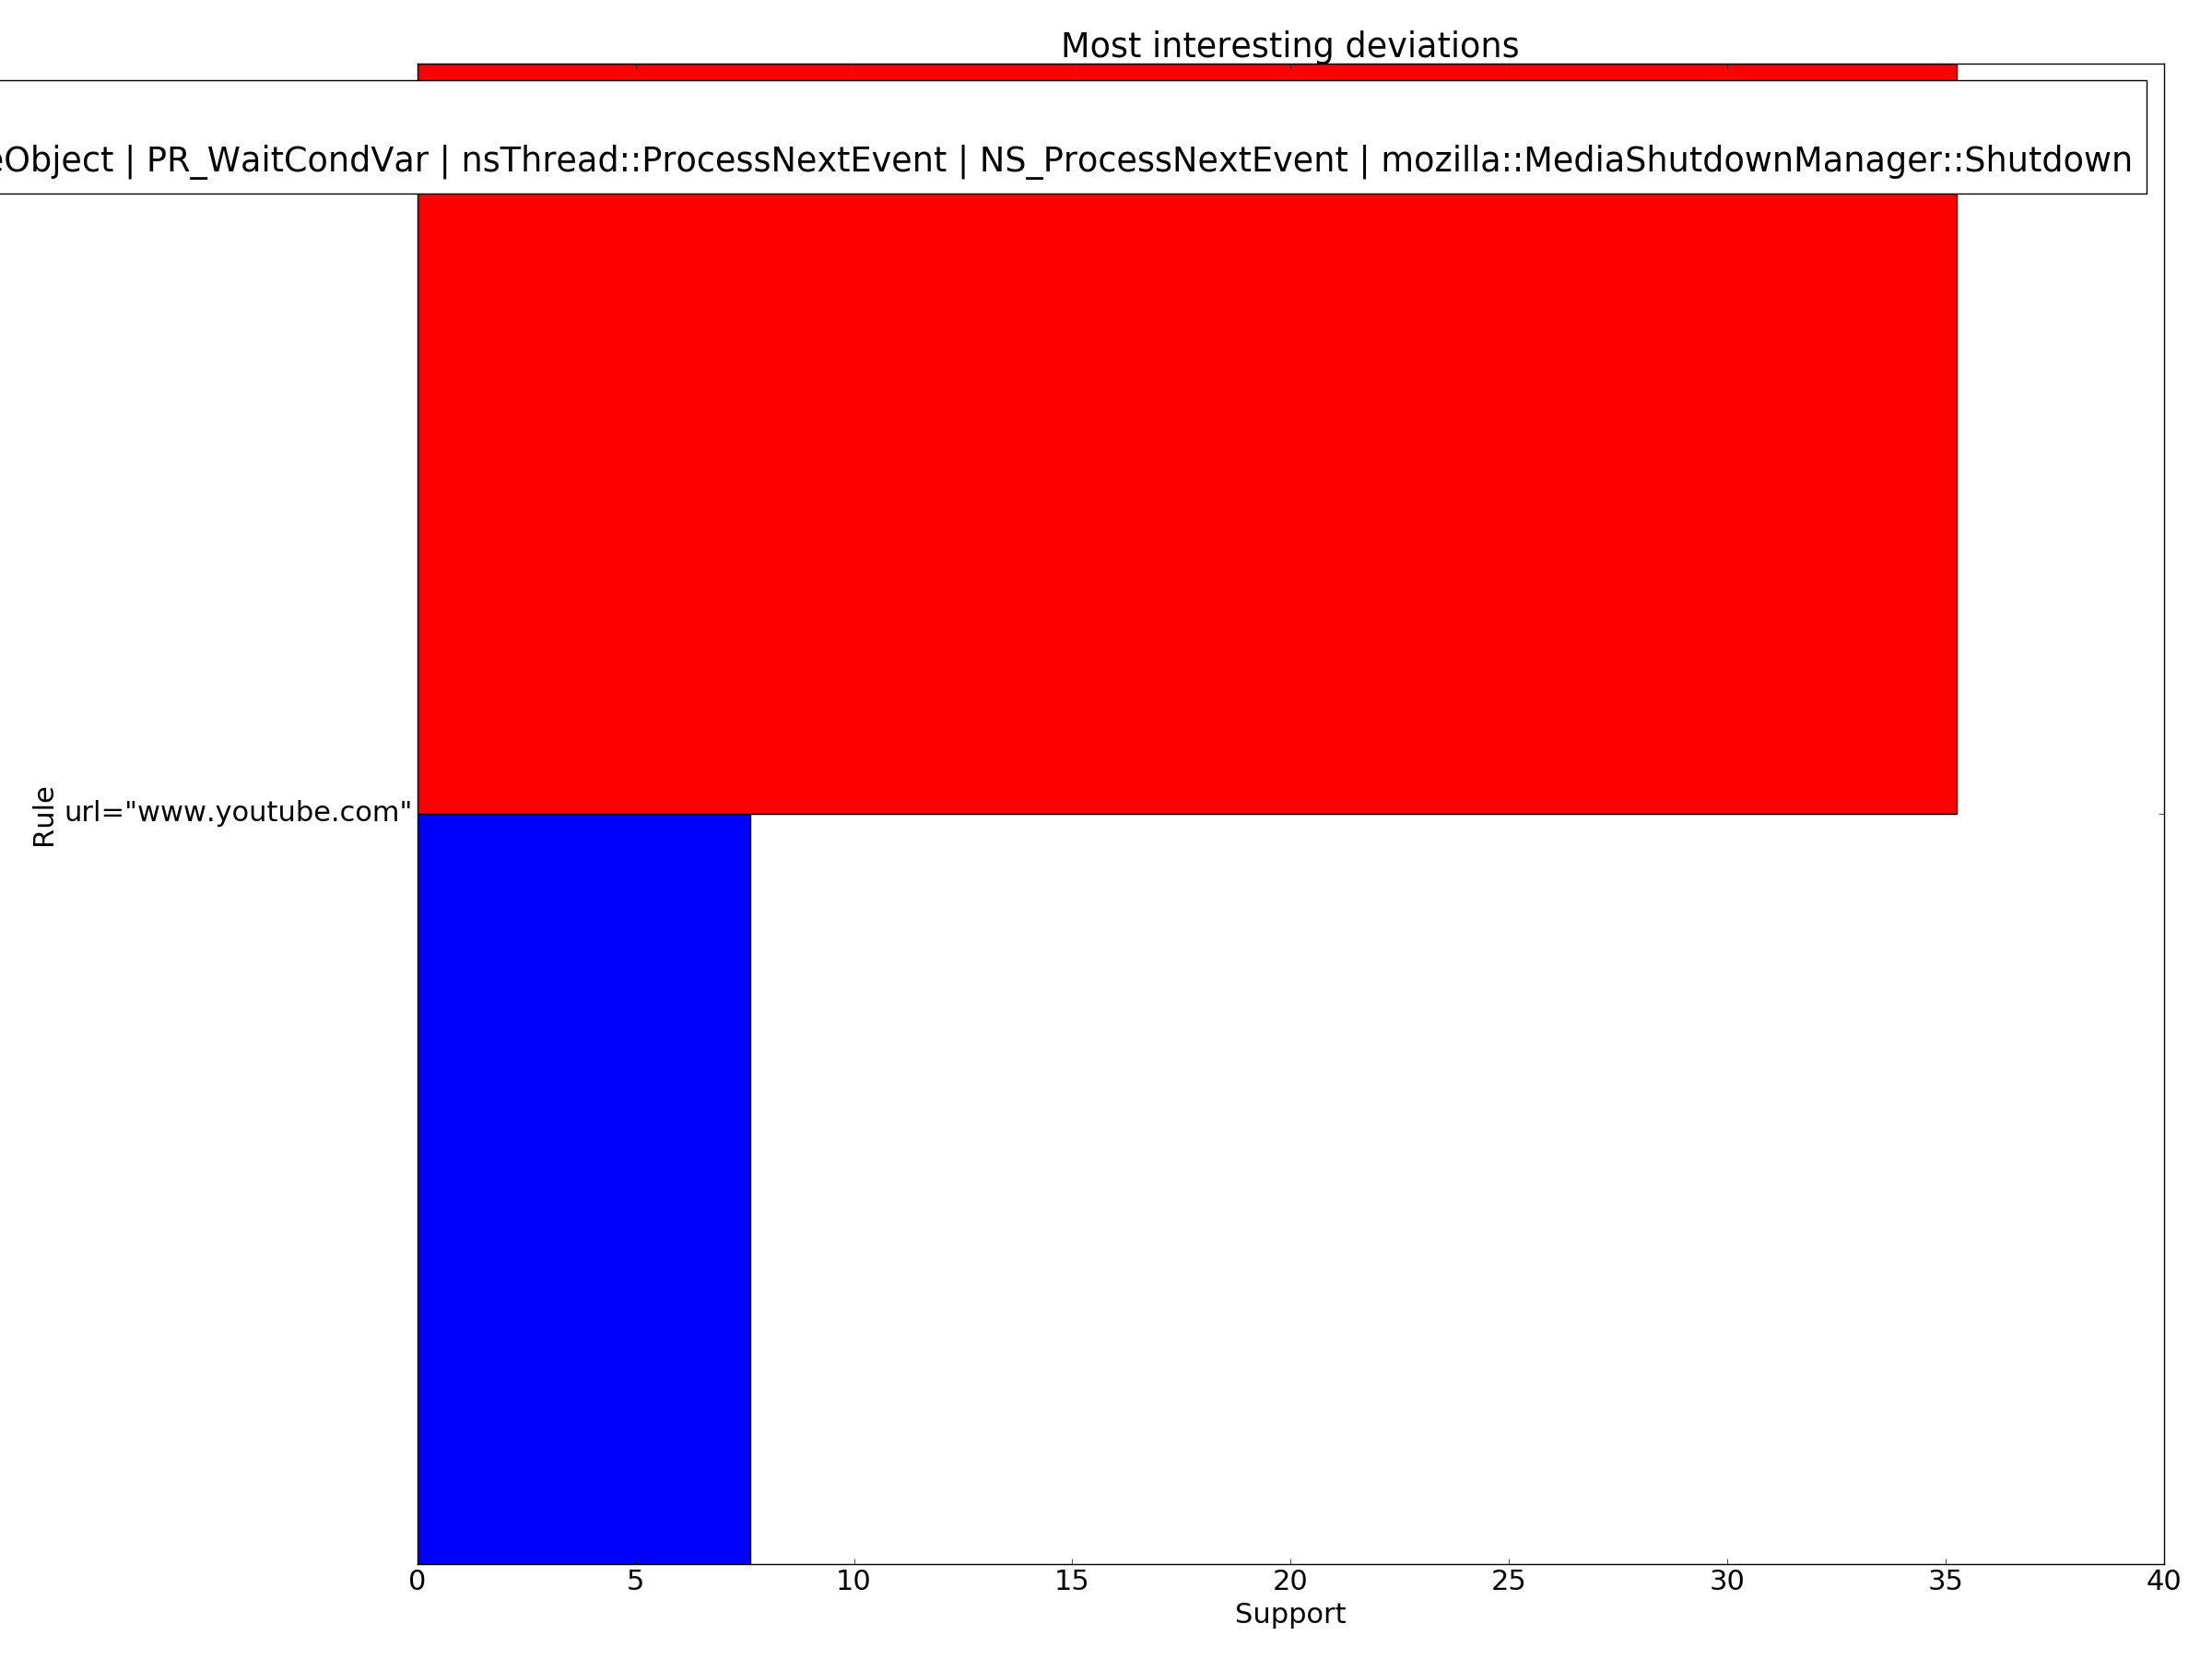 Most interesting deviations
Object | PR_WaitCondVar | nsThread::ProcessNextEvent | NS_ProcessNextEvent | mozilla::MediaShutdownManager::Shutdown
Rule
url="www.youtube.com"
0 5 10 15 20 25 30 35 40
Support